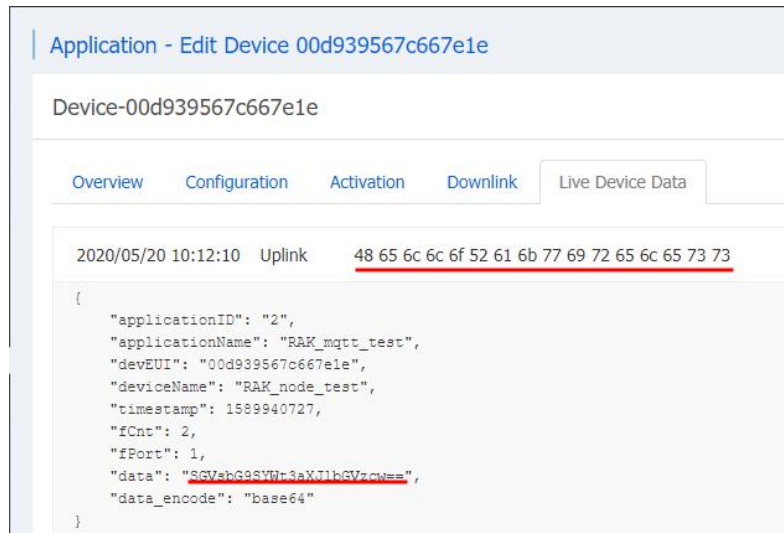 Application - Edit Device 00d939567c667e1e
Device-00d939567c667e1e
Overview Configuration Activation Downlink Live Device Data
2020/05/20 10:12:10 Uplink 48 65 6c 6c 6f 52 61 6b 77 69 72 65 6c 65 73 73
{
"applicationID": "2",
"applicationName": "RAK_mqtt_test",
"devEUI": "00d939567c667e1e",
"deviceName": "RAK_node_test",
"timestamp": 1589940727,
"fCnt": 2,
"fPort": 1,
"data": "SGVsbG9SYWt3aXJlbGVzcw==",
"data_encode": "base64"
}